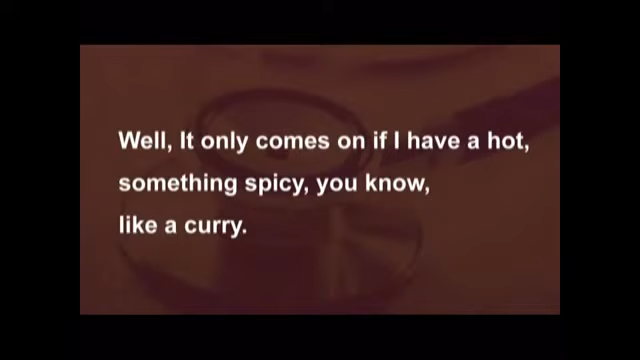 Well, It only comes on if I have a hot,
something spicy, you know,
like a curry.